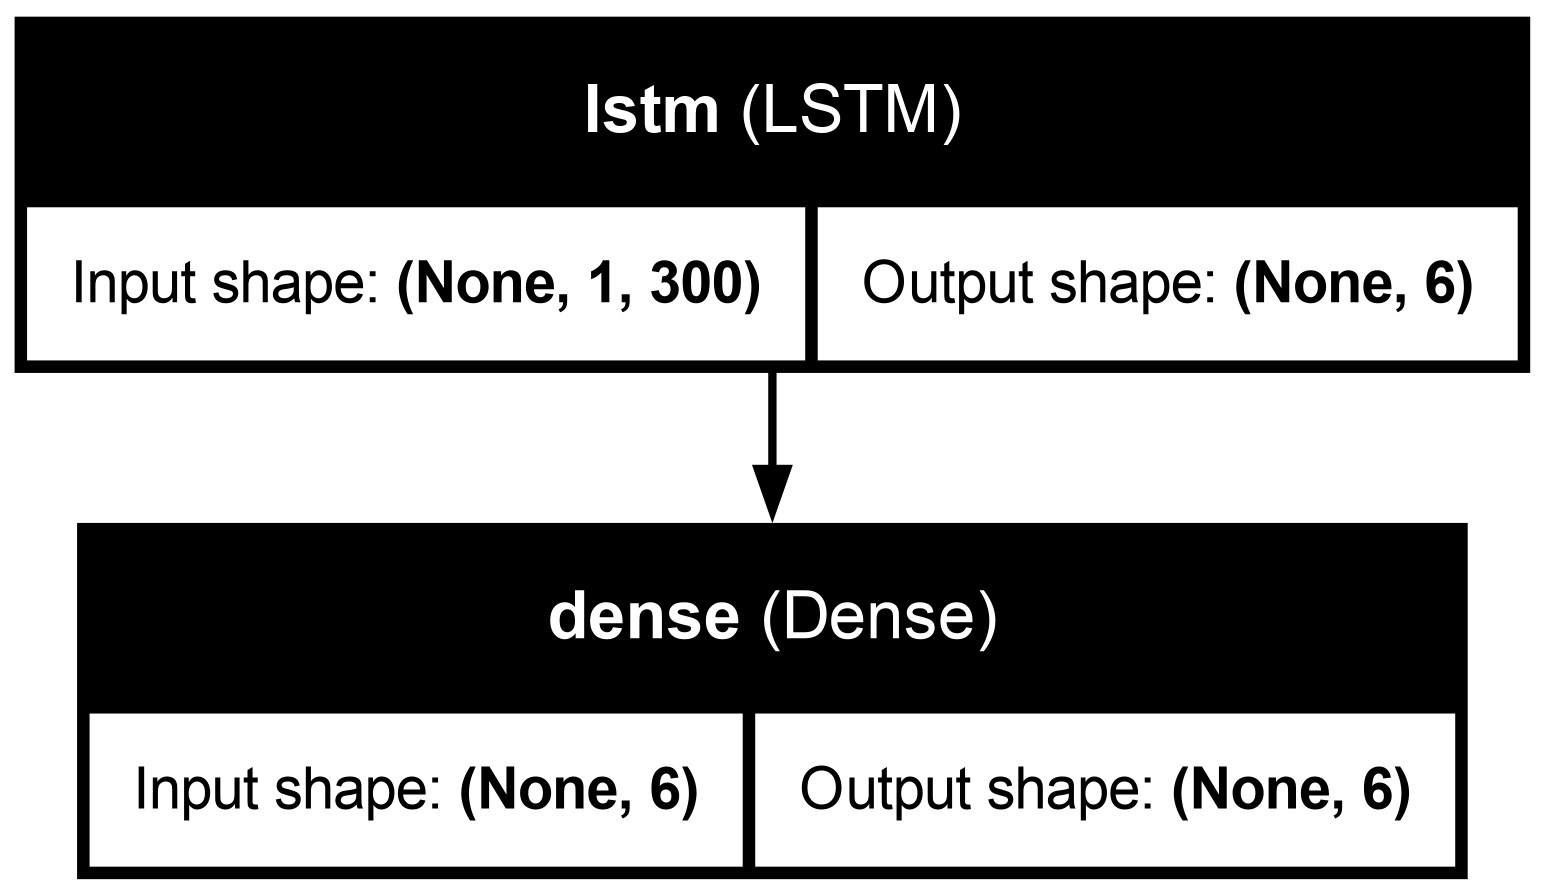 lstm (LSTM)
Input shape: (None, 1, 300)
Output shape: (None, 6)
dense (Dense)
Input shape: (None, 6)
Output shape: (None, 6)